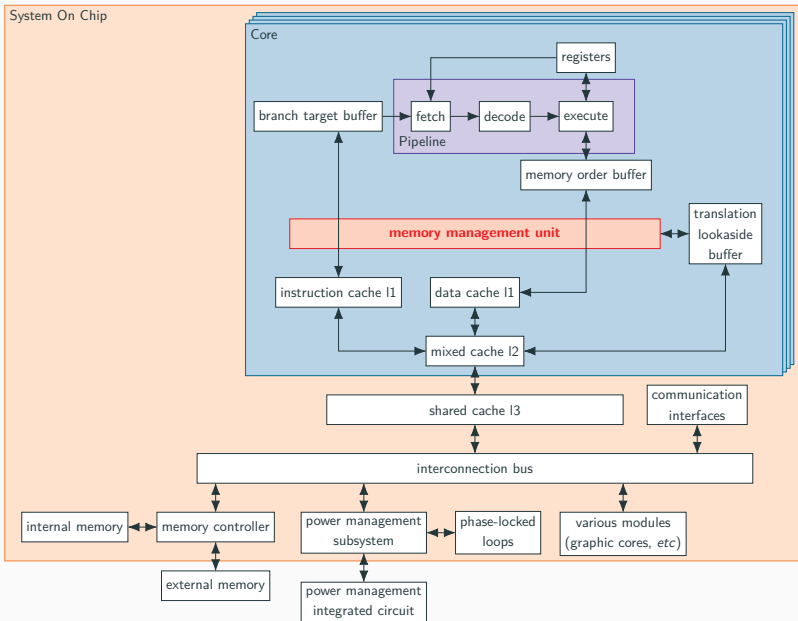 System On Chip
Core
registers
branch target buffer
fetch
decode
execute
Pipeline
memory order buffer
translation
lookaside
buffer
memory management unit
instruction cache l1
data cache l1
mixed cache l2
communication
interfaces
shared cache l3
interconnection bus
internal memory
memory controller
power management
subsystem
phase-locked
loops
various modules
(graphic cores, etc)
external memory
power management
integrated circuit